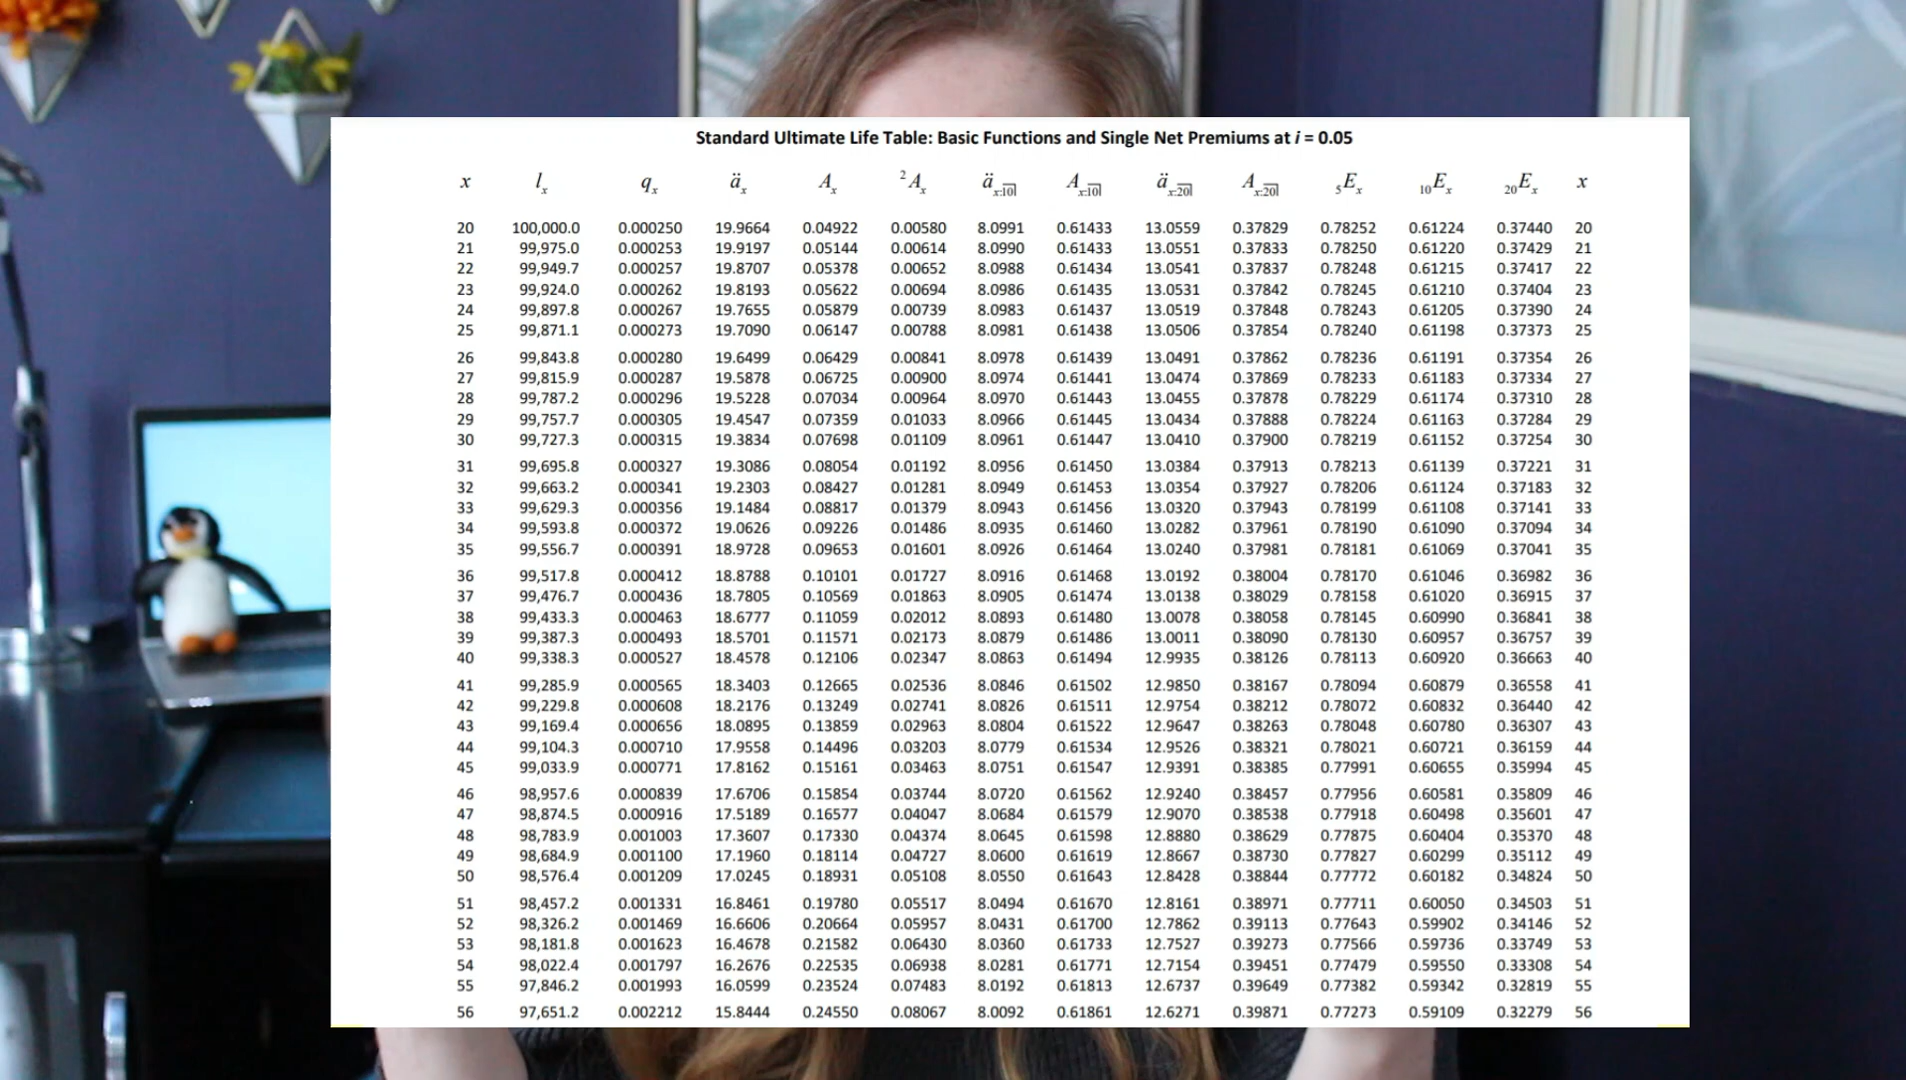 Standard Ultimate Life Table: Basic Functions and Single Net Premiums at i = 0.05
x l_x q_x ä_x A_x ²A_x ä_x:10| A_x:10| ä_x:20| A_x:20| ₅E_x ₁₀E_x ₂₀E_x x
20 100,000.0 0.000250 19.9664 0.04922 0.00580 8.0991 0.61433 13.0559 0.37829 0.78252 0.61224 0.37440 20
21 99,975.0 0.000253 19.9197 0.05144 0.00614 8.0990 0.61433 13.0551 0.37833 0.78250 0.61220 0.37429 21
22 99,949.7 0.000257 19.8707 0.05378 0.00652 8.0988 0.61434 13.0541 0.37837 0.78248 0.61215 0.37417 22
23 99,924.0 0.000262 19.8193 0.05622 0.00694 8.0986 0.61435 13.0531 0.37842 0.78245 0.61210 0.37404 23
24 99,897.8 0.000267 19.7655 0.05879 0.00739 8.0983 0.61437 13.0519 0.37848 0.78243 0.61205 0.37390 24
25 99,871.1 0.000273 19.7090 0.06147 0.00788 8.0981 0.61438 13.0506 0.37854 0.78240 0.61198 0.37373 25
26 99,843.8 0.000280 19.6499 0.06429 0.00841 8.0978 0.61439 13.0491 0.37862 0.78236 0.61191 0.37354 26
27 99,815.9 0.000287 19.5878 0.06725 0.00900 8.0974 0.61441 13.0474 0.37869 0.78233 0.61183 0.37334 27
28 99,787.2 0.000296 19.5228 0.07034 0.00964 8.0970 0.61443 13.0455 0.37878 0.78229 0.61174 0.37310 28
29 99,757.7 0.000305 19.4547 0.07359 0.01033 8.0966 0.61445 13.0434 0.37888 0.78224 0.61163 0.37284 29
30 99,727.3 0.000315 19.3834 0.07698 0.01109 8.0961 0.61447 13.0410 0.37900 0.78219 0.61152 0.37254 30
31 99,695.8 0.000327 19.3086 0.08054 0.01192 8.0956 0.61450 13.0384 0.37913 0.78213 0.61139 0.37221 31
32 99,663.2 0.000341 19.2303 0.08427 0.01281 8.0949 0.61453 13.0354 0.37927 0.78206 0.61124 0.37183 32
33 99,629.3 0.000356 19.1484 0.08817 0.01379 8.0943 0.61456 13.0320 0.37943 0.78199 0.61108 0.37141 33
34 99,593.8 0.000372 19.0626 0.09226 0.01486 8.0935 0.61460 13.0282 0.37961 0.78190 0.61090 0.37094 34
35 99,556.7 0.000391 18.9728 0.09653 0.01601 8.0926 0.61464 13.0240 0.37981 0.78181 0.61069 0.37041 35
36 99,517.8 0.000412 18.8788 0.10101 0.01727 8.0916 0.61468 13.0192 0.38004 0.78170 0.61046 0.36982 36
37 99,476.7 0.000436 18.7805 0.10569 0.01863 8.0905 0.61474 13.0138 0.38029 0.78158 0.61020 0.36915 37
38 99,433.3 0.000463 18.6777 0.11059 0.02012 8.0893 0.61480 13.0078 0.38058 0.78145 0.60990 0.36841 38
39 99,387.3 0.000493 18.5701 0.11571 0.02173 8.0879 0.61486 13.0011 0.38090 0.78130 0.60957 0.36757 39
40 99,338.3 0.000527 18.4578 0.12106 0.02347 8.0863 0.61494 12.9935 0.38126 0.78113 0.60920 0.36663 40
41 99,285.9 0.000565 18.3403 0.12665 0.02536 8.0846 0.61502 12.9850 0.38167 0.78094 0.60879 0.36558 41
42 99,229.8 0.000608 18.2176 0.13249 0.02741 8.0826 0.61511 12.9754 0.38212 0.78072 0.60832 0.36440 42
43 99,169.4 0.000656 18.0895 0.13859 0.02963 8.0804 0.61522 12.9647 0.38263 0.78048 0.60780 0.36307 43
44 99,104.3 0.000710 17.9558 0.14496 0.03203 8.0779 0.61534 12.9526 0.38321 0.78021 0.60721 0.36159 44
45 99,033.9 0.000771 17.8162 0.15161 0.03463 8.0751 0.61547 12.9391 0.38385 0.77991 0.60655 0.35994 45
46 98,957.6 0.000839 17.6706 0.15854 0.03744 8.0720 0.61562 12.9240 0.38457 0.77956 0.60581 0.35809 46
47 98,874.5 0.000916 17.5189 0.16577 0.04047 8.0684 0.61579 12.9070 0.38538 0.77918 0.60498 0.35601 47
48 98,783.9 0.001003 17.3607 0.17330 0.04374 8.0645 0.61598 12.8880 0.38629 0.77875 0.60404 0.35370 48
49 98,684.9 0.001100 17.1960 0.18114 0.04727 8.0600 0.61619 12.8667 0.38730 0.77827 0.60299 0.35112 49
50 98,576.4 0.001209 17.0245 0.18931 0.05108 8.0550 0.61643 12.8428 0.38844 0.77772 0.60182 0.34824 50
51 98,457.2 0.001331 16.8461 0.19780 0.05517 8.0494 0.61670 12.8161 0.38971 0.77711 0.60050 0.34503 51
52 98,326.2 0.001469 16.6606 0.20664 0.05957 8.0431 0.61700 12.7862 0.39113 0.77643 0.59902 0.34146 52
53 98,181.8 0.001623 16.4678 0.21582 0.06430 8.0360 0.61733 12.7527 0.39273 0.77566 0.59736 0.33749 53
54 98,022.4 0.001797 16.2676 0.22535 0.06938 8.0281 0.61771 12.7154 0.39451 0.77479 0.59550 0.33308 54
55 97,846.2 0.001993 16.0599 0.23524 0.07483 8.0192 0.61813 12.6737 0.39649 0.77382 0.59342 0.32819 55
56 97,651.2 0.002212 15.8444 0.24550 0.08067 8.0092 0.61861 12.6271 0.39871 0.77273 0.59109 0.32279 56